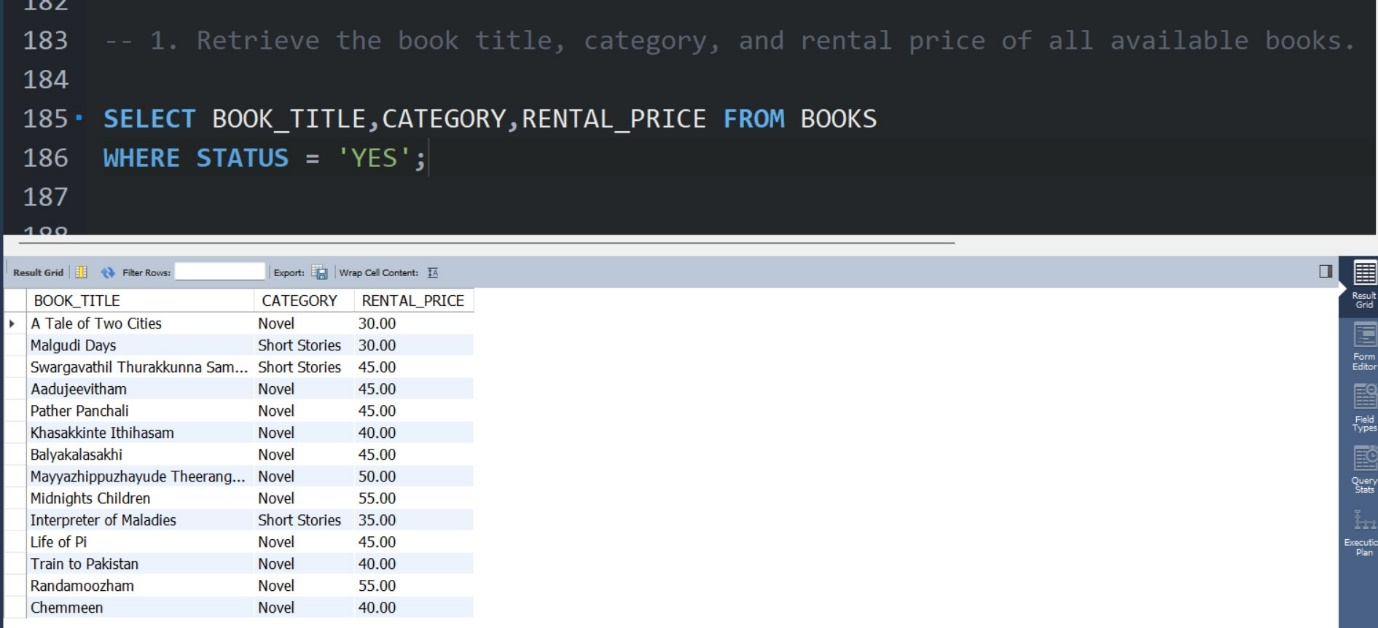 182
183 -- 1. Retrieve the book title, category, and rental price of all available books.
184
185 SELECT BOOK_TITLE,CATEGORY,RENTAL_PRICE FROM BOOKS
186 WHERE STATUS = 'YES';
187
188
Result Grid Filter Rows: Export: Wrap Cell Content:
BOOK_TITLE CATEGORY RENTAL_PRICE
A Tale of Two Cities Novel 30.00
Malgudi Days Short Stories 30.00
Swargavathil Thurakkunna Sam... Short Stories 45.00
Aadujeevitham Novel 45.00
Pather Panchali Novel 45.00
Khasakkinte Ithihasam Novel 40.00
Balyakalasakhi Novel 45.00
Mayyazhippuzhayude Theerang... Novel 50.00
Midnights Children Novel 55.00
Interpreter of Maladies Short Stories 35.00
Life of Pi Novel 45.00
Train to Pakistan Novel 40.00
Randamoozham Novel 55.00
Chemmeen Novel 40.00
Result
Grid
Form
Editor
Field
Types
Query
Stats
Executio
Plan